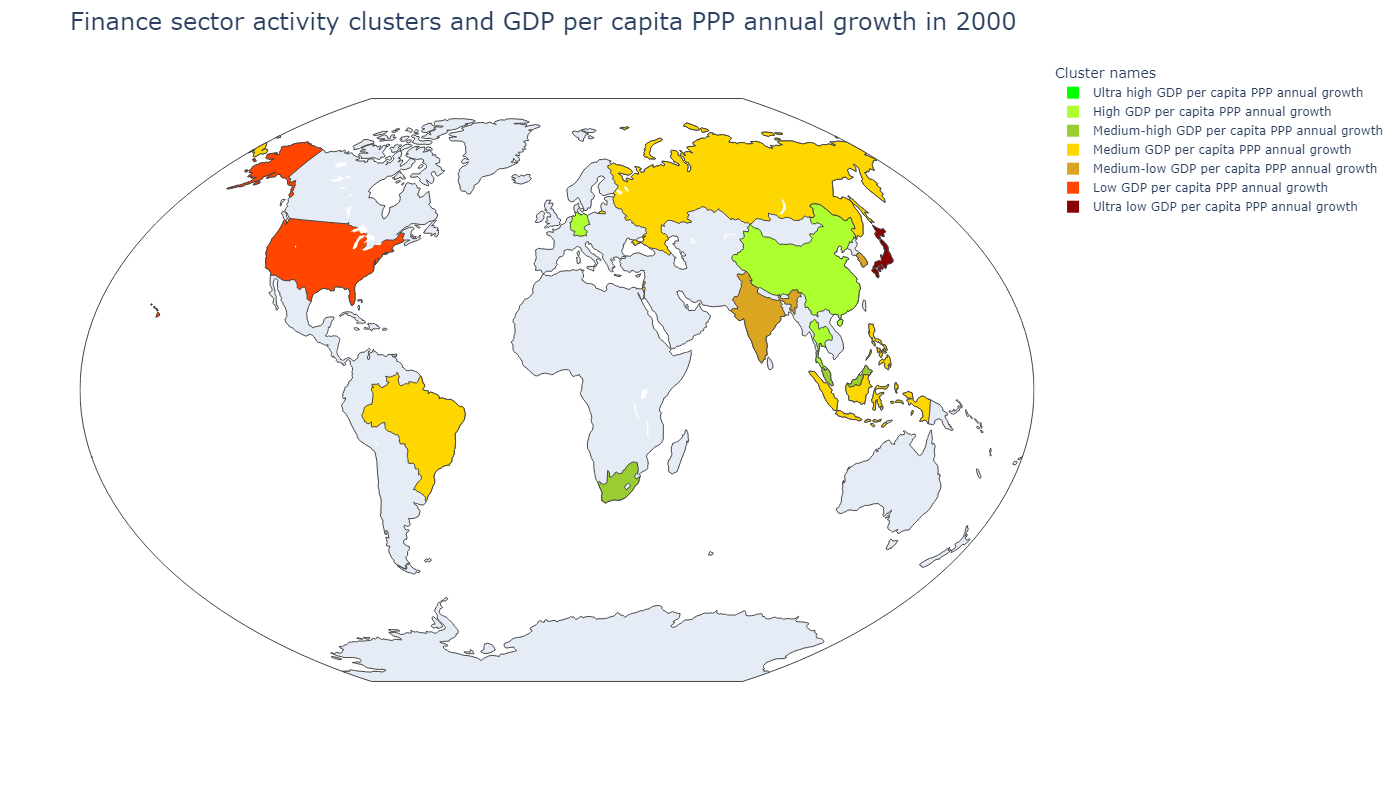 Finance sector activity clusters and GDP per capita PPP annual growth in 2000
Cluster names
Ultra high GDP per capita PPP annual growth
High GDP per capita PPP annual growth
Medium-high GDP per capita PPP annual growth
Medium GDP per capita PPP annual growth
Medium-low GDP per capita PPP annual growth
Low GDP per capita PPP annual growth
Ultra low GDP per capita PPP annual growth